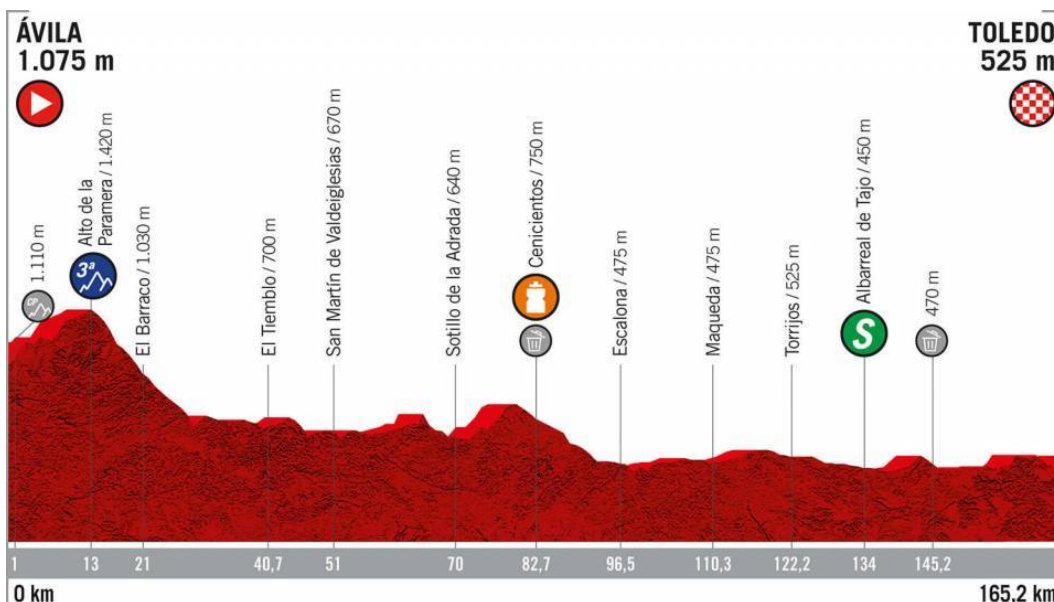 ÁVILA
1.075 m
TOLEDO
525 m
CP
1.110 m
3ª
Alto de la
Paramera / 1.420 m
El Barraco / 1.030 m
El Tiemblo / 700 m
San Martín de Valdeiglesias / 670 m
Sotillo de la Adrada / 640 m
Cenicientos / 750 m
Escalona / 475 m
Maqueda / 475 m
Torrijos / 525 m
S
Albarreal de Tajo / 450 m
470 m
1 13 21 40,7 51 70 82,7 96,5 110,3 122,2 134 145,2
0 km 165,2 km